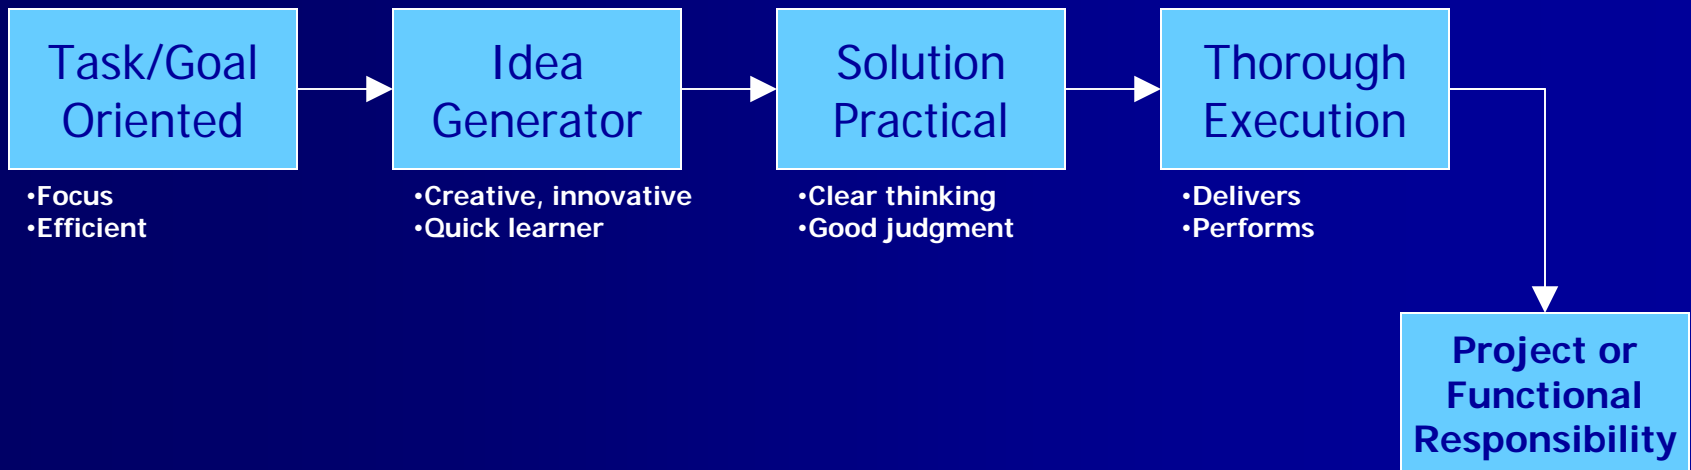 Task/Goal
Oriented
Idea
Generator
Solution
Practical
Thorough
Execution
•Focus
•Efficient
•Creative, innovative
•Quick learner
•Clear thinking
•Good judgment
•Delivers
•Performs
Project or
Functional
Responsibility